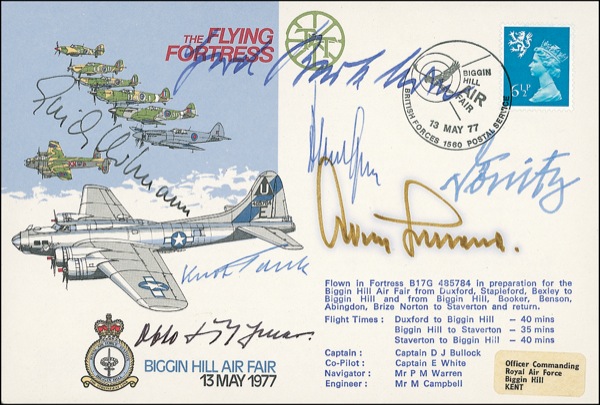 THE FLYING
FORTRESS
BIGGIN
HILL
AIR
FAIR
13 MAY 77
BRITISH FORCES 1560 POSTAL SERVICE
6½P
U
E
Kurt Tank
BIGGIN HILL AIR FAIR
13 MAY 1977
Flown in Fortress B17G 485784 in preparation for the
Biggin Hill Air Fair from Duxford, Stapleford, Bexley to
Biggin Hill and from Biggin Hill, Booker, Benson,
Abingdon, Brize Norton to Staverton and return.
Flight Times : Duxford to Biggin Hill – 40 mins
Biggin Hill to Staverton – 35 mins
Staverton to Biggin Hill – 40 mins
Captain : Captain D J Bullock
Co-Pilot : Captain E White
Navigator : Mr P M Warren
Engineer : Mr M Campbell
Officer Commanding
Royal Air Force
Biggin Hill
KENT